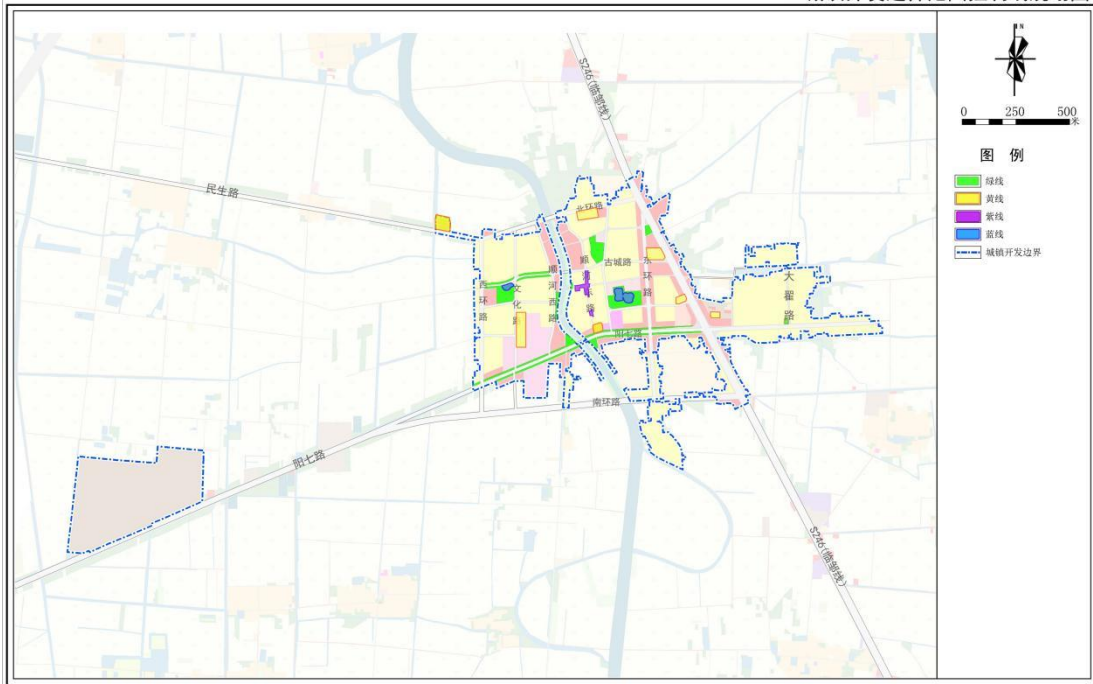 N
0 250 500
米
图 例
绿线
黄线
紫线
蓝线
城镇开发边界
S246(临邹线)
民生路
北环路
古城路
顺河西路
东环路
西环路
大翟路
阳七路
南环路
阳七路
S246(临邹线)